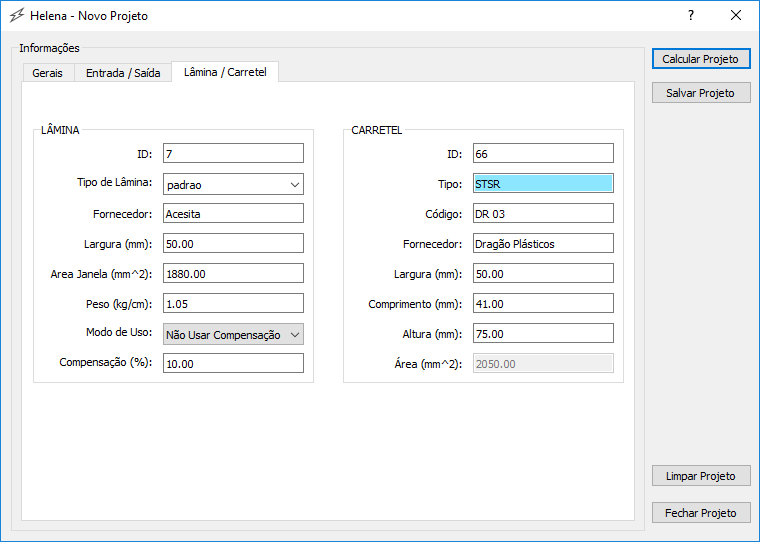 Helena - Novo Projeto
?
Informações
Gerais
Entrada / Saída
Lâmina / Carretel
LÂMINA
ID: 7
Tipo de Lâmina: padrao
Fornecedor: Acesita
Largura (mm): 50.00
Area Janela (mm^2): 1880.00
Peso (kg/cm): 1.05
Modo de Uso: Não Usar Compensação
Compensação (%): 10.00
CARRETEL
ID: 66
Tipo: STSR
Código: DR 03
Fornecedor: Dragão Plásticos
Largura (mm): 50.00
Comprimento (mm): 41.00
Altura (mm): 75.00
Área (mm^2): 2050.00
Calcular Projeto
Salvar Projeto
Limpar Projeto
Fechar Projeto